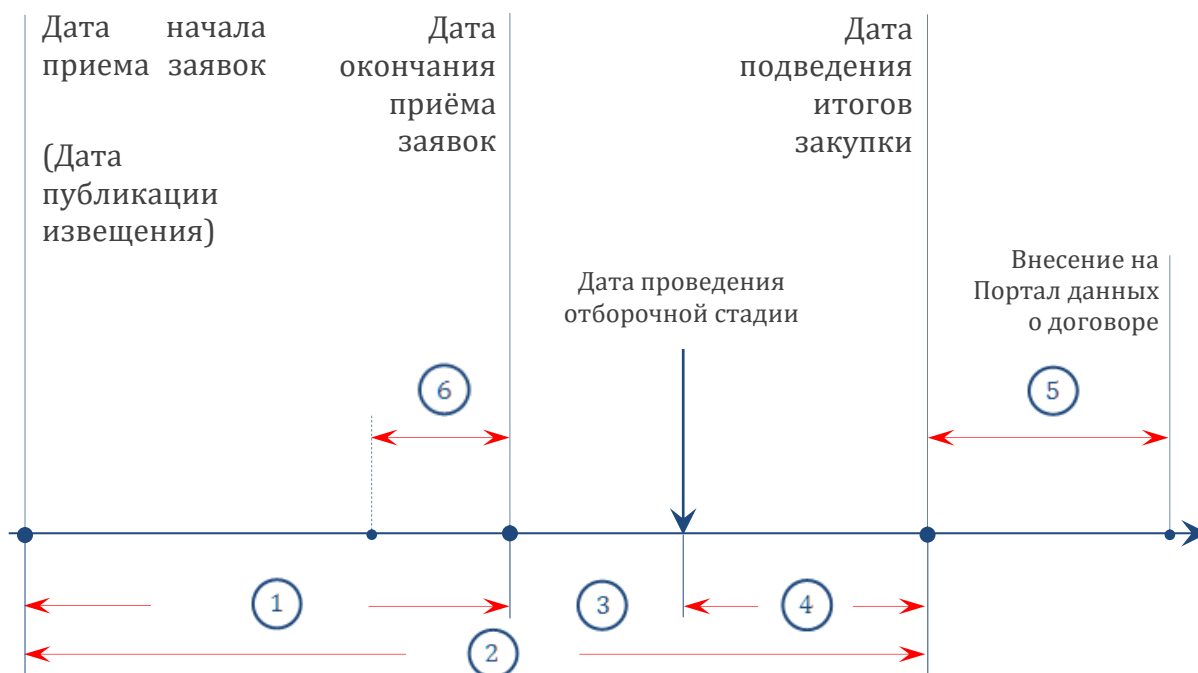 Дата начала
приема заявок
(Дата
публикации
извещения)
Дата
окончания
приёма
заявок
Дата
подведения
итогов
закупки
Дата проведения
отборочной стадии
Внесение на
Портал данных
о договоре
6
5
1
3
4
2